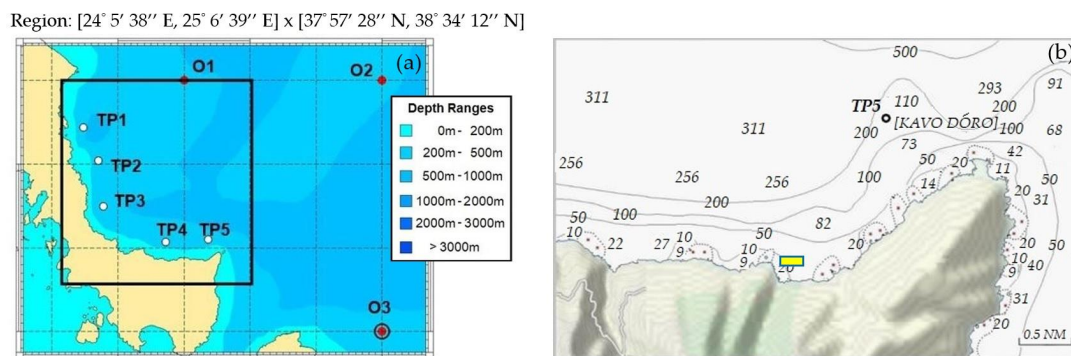 Region: [24° 5′ 38′′ E, 25° 6′ 39′′ E] x [37° 57′ 28′′ N, 38° 34′ 12′′ N]
(a)
O1
O2
TP1
TP2
TP3
TP4
TP5
O3
Depth Ranges
0m- 200m
200m- 500m
500m-1000m
1000m-2000m
2000m-3000m
> 3000m
(b)
500
311
TP5
110
293
91
200
200
[KAVO DŐRO]
100
311
73
68
256
50
20
42
11
256
256
100
14
50
20
31
200
50
100
82
50
10
50
22
27
10
9
10
9
20
20
20
10
9
40
50
31
20
0.5 NM